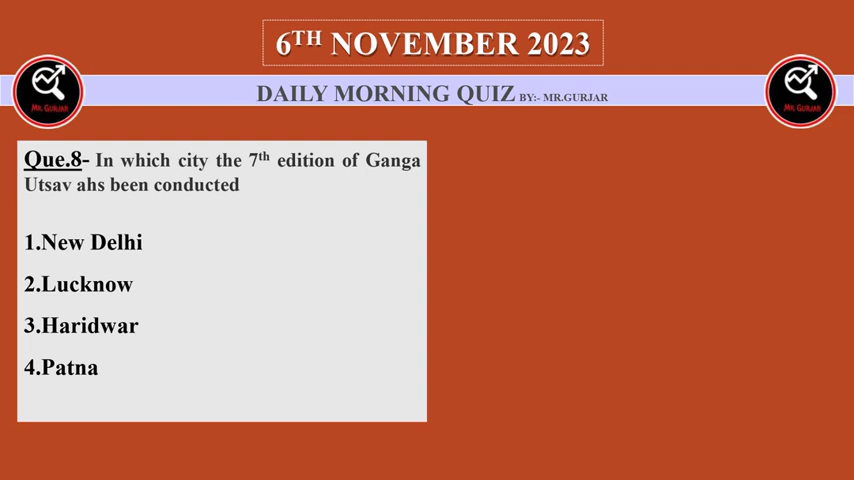 6TH NOVEMBER 2023
DAILY MORNING QUIZ BY:- MR.GURJAR
MR.GURJAR
MR.GURJAR
Que.8- In which city the 7th edition of Ganga
Utsav ahs been conducted
1.New Delhi
2.Lucknow
3.Haridwar
4.Patna